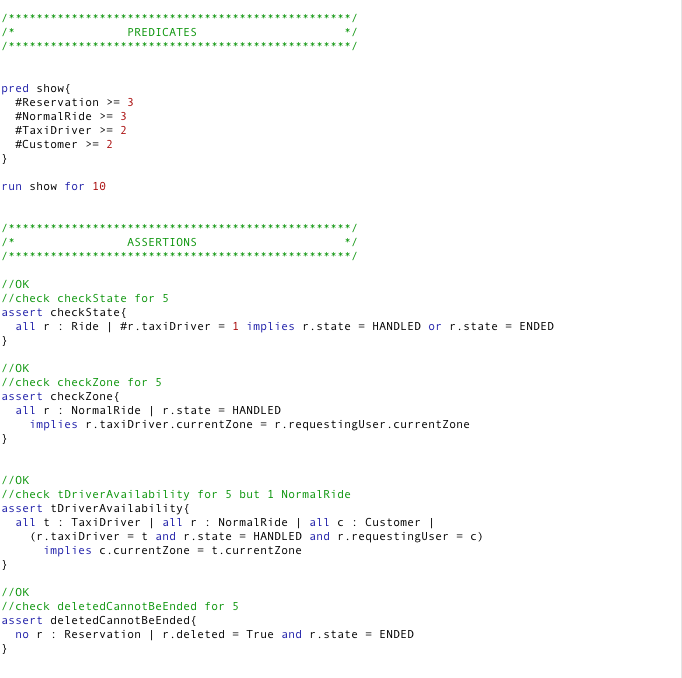 /*************************************************/
/*                PREDICATES                     */
/*************************************************/
pred show{
  #Reservation >= 3
  #NormalRide >= 3
  #TaxiDriver >= 2
  #Customer >= 2
}
run show for 10
/*************************************************/
/*                ASSERTIONS                     */
/*************************************************/
//OK
//check checkState for 5
assert checkState{
  all r : Ride | #r.taxiDriver = 1 implies r.state = HANDLED or r.state = ENDED
}
//OK
//check checkZone for 5
assert checkZone{
  all r : NormalRide | r.state = HANDLED
    implies r.taxiDriver.currentZone = r.requestingUser.currentZone
}
//OK
//check tDriverAvailability for 5 but 1 NormalRide
assert tDriverAvailability{
  all t : TaxiDriver | all r : NormalRide | all c : Customer |
    (r.taxiDriver = t and r.state = HANDLED and r.requestingUser = c)
      implies c.currentZone = t.currentZone
}
//OK
//check deletedCannotBeEnded for 5
assert deletedCannotBeEnded{
  no r : Reservation | r.deleted = True and r.state = ENDED
}